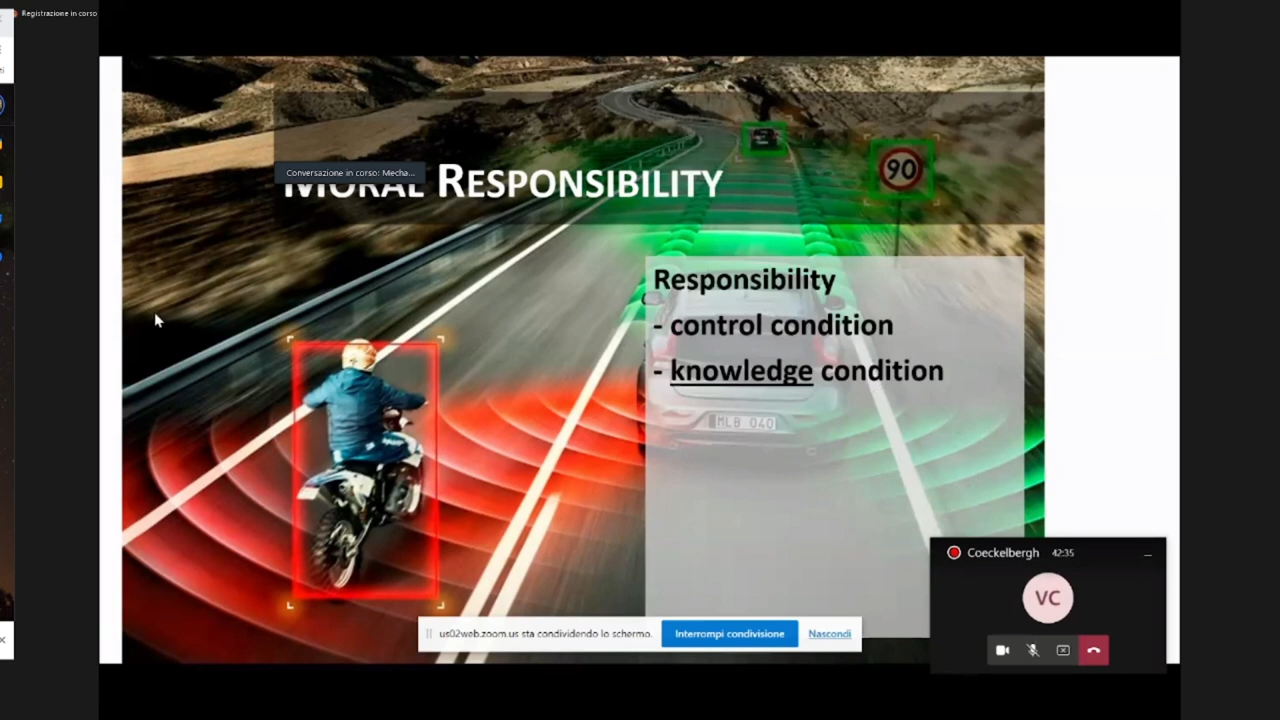 Registrazione in corso
Conversazione in corso: Mecha...
MORAL RESPONSIBILITY
90
Responsibility
- control condition
- knowledge condition
MLB 040
Coeckelbergh 42:35
VC
us02web.zoom.us sta condividendo lo schermo. Interrompi condivisione Nascondi